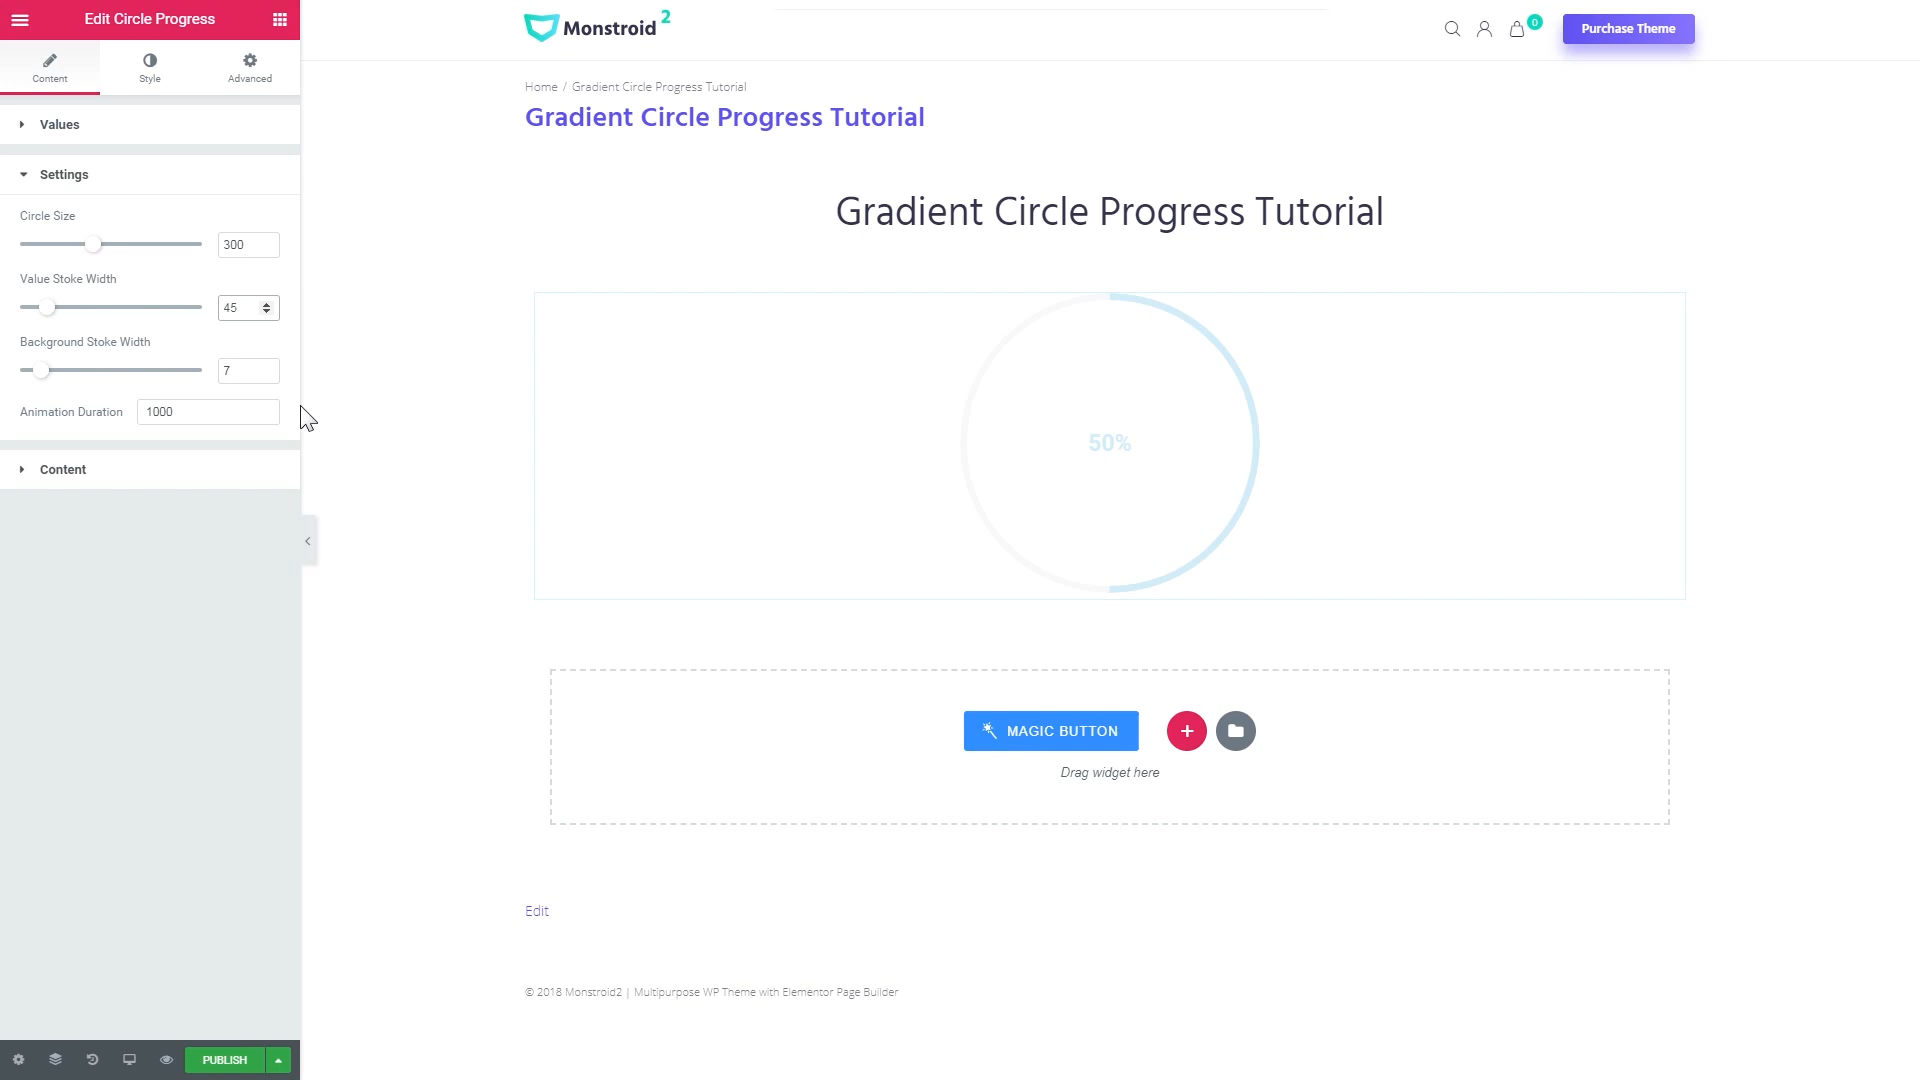 Edit Circle Progress
Content
Style
Advanced
Values
Settings
Circle Size
300
Value Stoke Width
45
Background Stoke Width
7
Animation Duration
1000
Content
PUBLISH
Monstroid2
0
Purchase Theme
Home / Gradient Circle Progress Tutorial
Gradient Circle Progress Tutorial
Gradient Circle Progress Tutorial
50%
MAGIC BUTTON
Drag widget here
Edit
© 2018 Monstroid2 | Multipurpose WP Theme with Elementor Page Builder